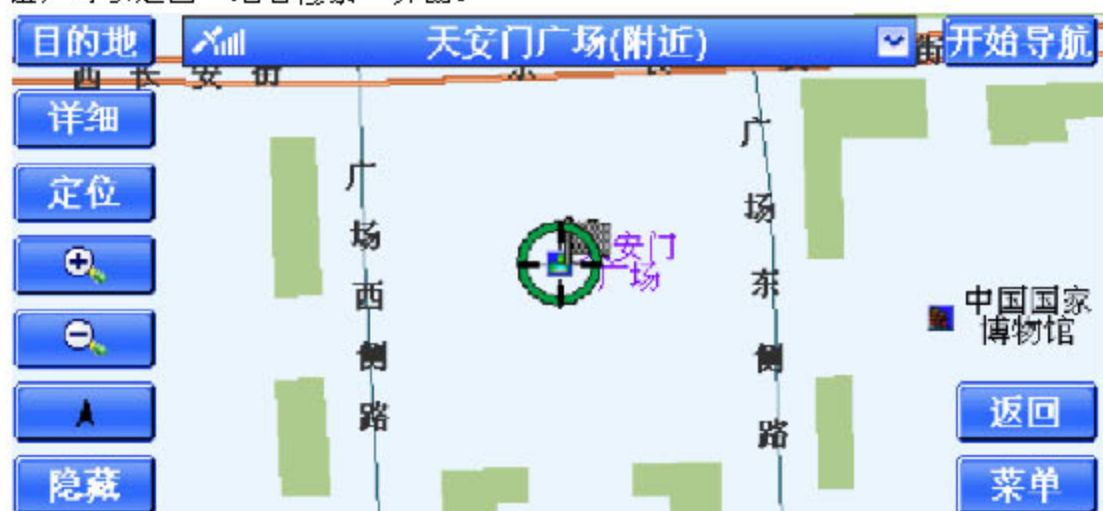 目的地
天安门广场(附近)
开始导航
西长安街
街
详细
定位
隐藏
广场西侧路
安门
广场
广场东侧路
中国国家
博物馆
返回
菜单